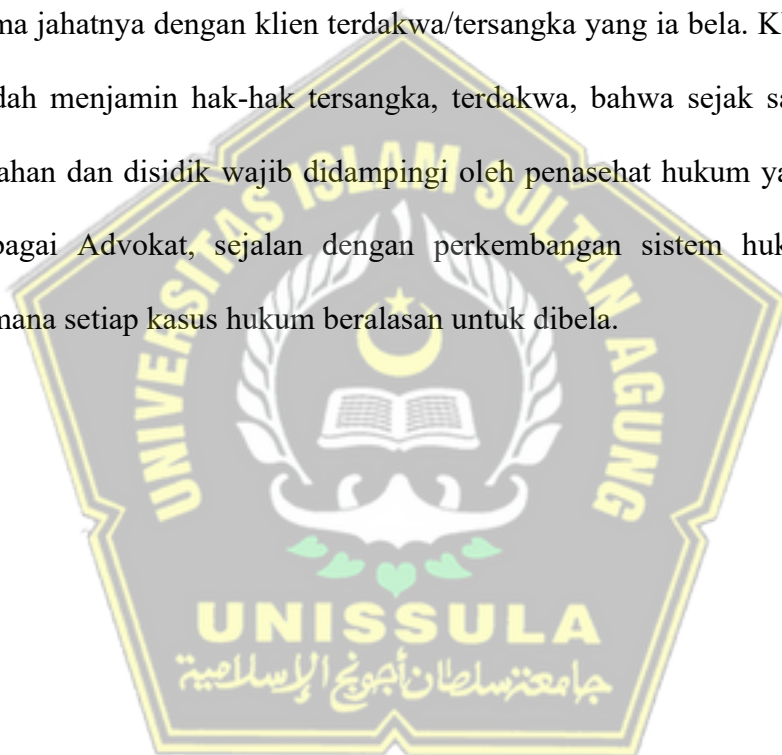 ma jahatnya dengan klien terdakwa/tersangka yang ia bela. K
dah menjamin hak-hak tersangka, terdakwa, bahwa sejak sa
ahan dan disidik wajib didampingi oleh penasehat hukum ya
bagai Advokat, sejalan dengan perkembangan sistem huk
mana setiap kasus hukum beralasan untuk dibela.
UNIVERSITAS ISLAM SULTAN AGUNG
UNISSULA
جامعة سلطان أجونج الإسلامية